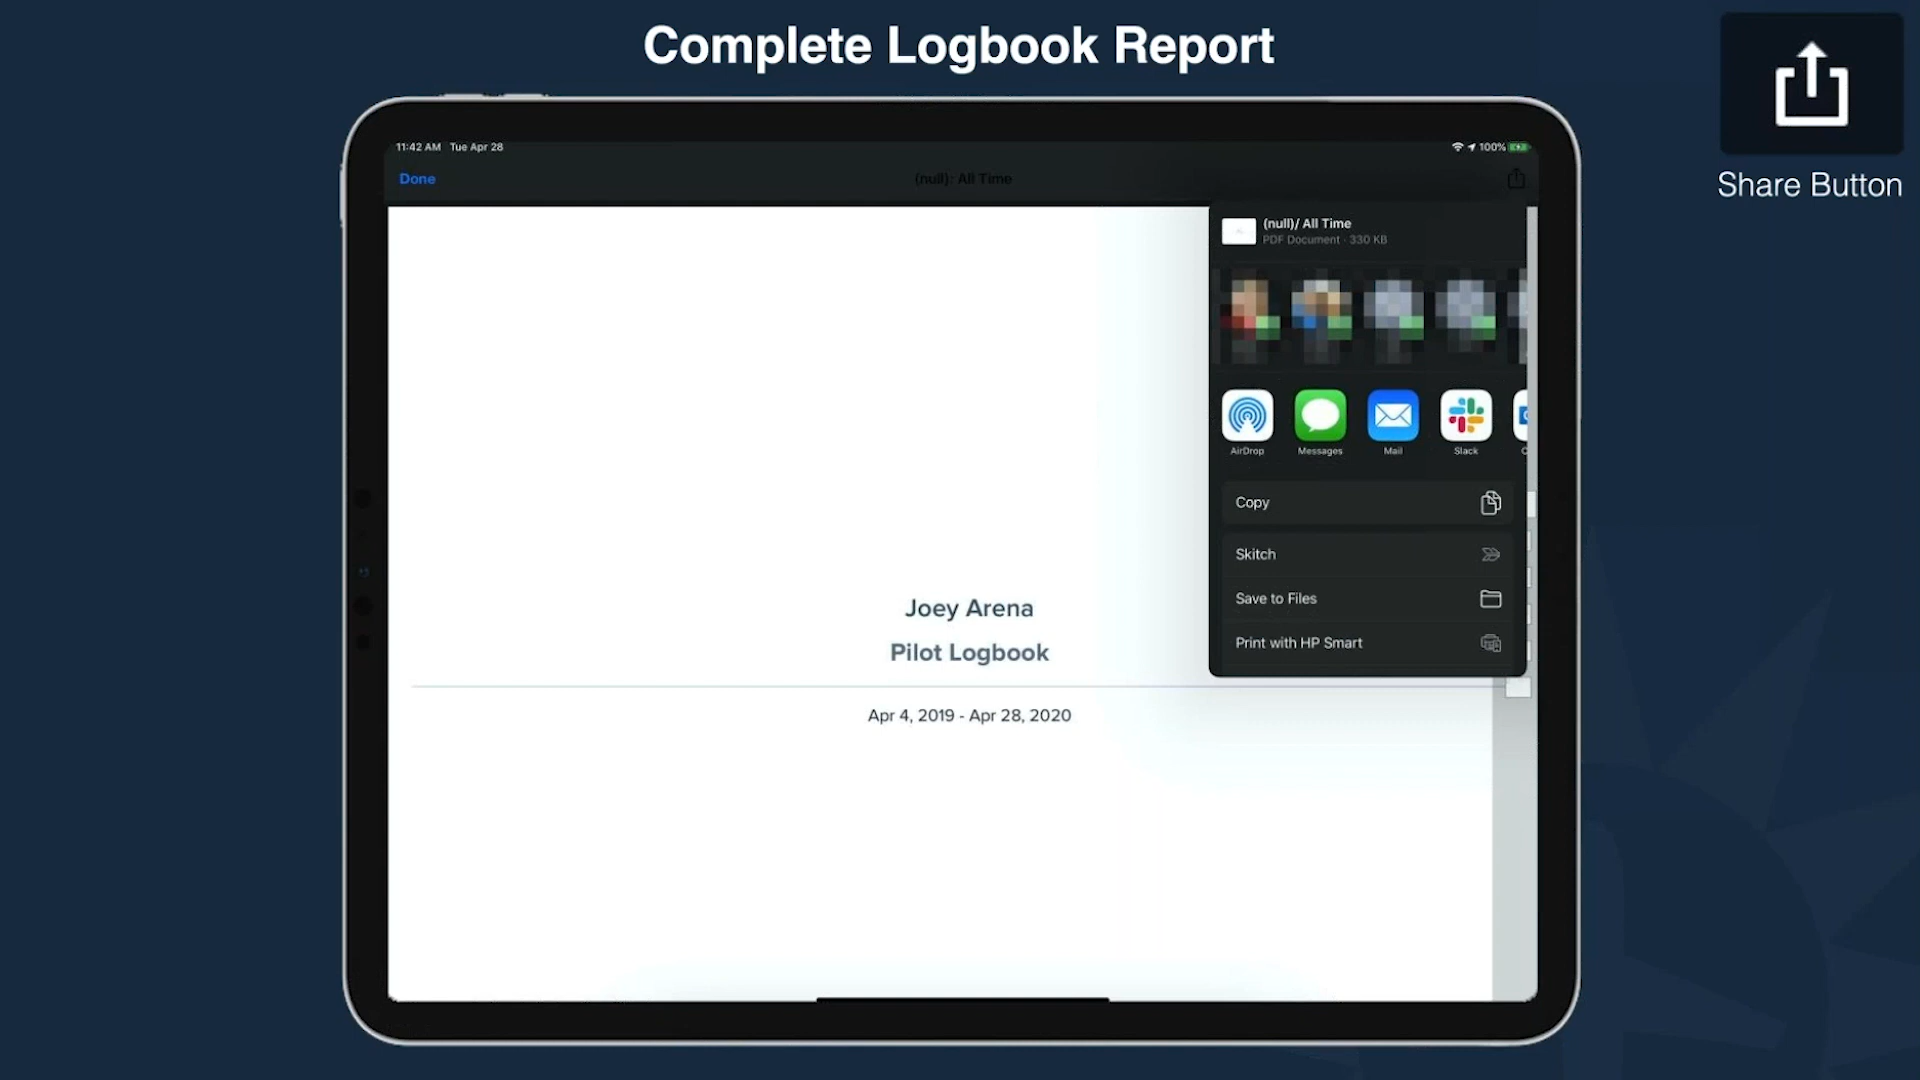 Complete Logbook Report
Share Button
11:42 AM Tue Apr 28
100%
Done
(null): All Time
(null)/ All Time
PDF Document · 330 KB
AirDrop
Messages
Mail
Slack
Copy
Skitch
Save to Files
Print with HP Smart
Joey Arena
Pilot Logbook
Apr 4, 2019 - Apr 28, 2020